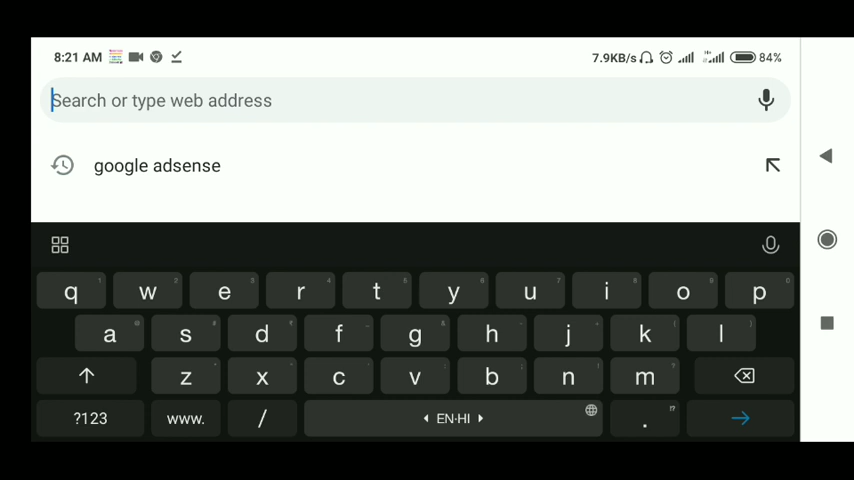 8:21 AM 7.9KB/s 84%
Search or type web address
google adsense
q w e r t y u i o p
a s d f g h j k l
z x c v b n m
?123 www. / EN·HI .